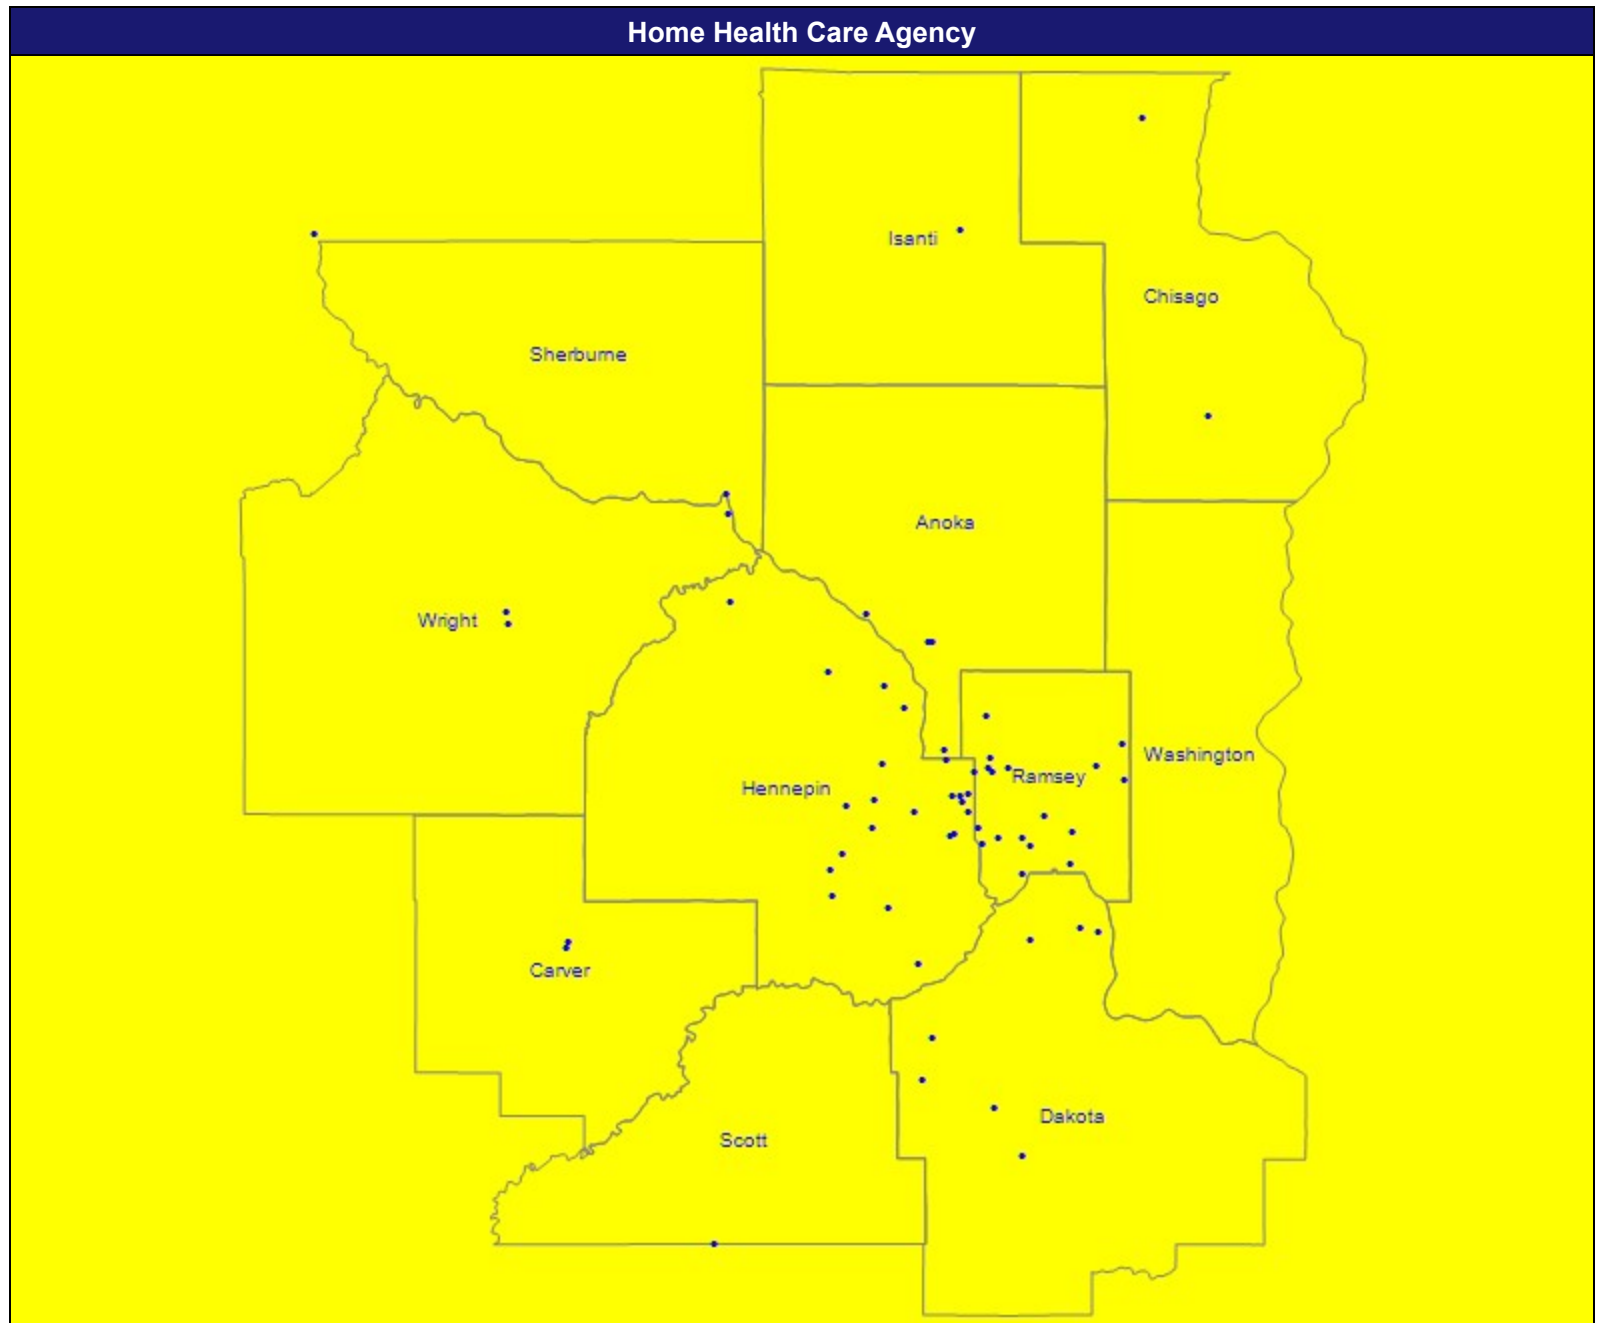 Home Health Care Agency
Isanti
Chisago
Sherburne
Anoka
Wright
Washington
Ramsey
Hennepin
Carver
Dakota
Scott